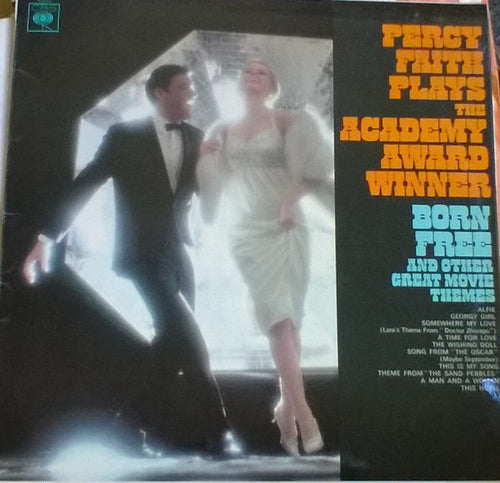 CBS
PERCY
FAITH
PLAYS
THE
ACADEMY
AWARD
WINNER
BORN
FREE
AND OTHER
GREAT MOVIE
THEMES
ALFIE
GEORGY GIRL
SOMEWHERE MY LOVE
(Lara's Theme From "Doctor Zhivago")
A TIME FOR LOVE
THE WISHING DOLL
SONG FROM "THE OSCAR"
(Maybe September)
THIS IS MY SONG
THEME FROM "THE SAND PEBBLES"
A MAN AND A WOMAN
THIS